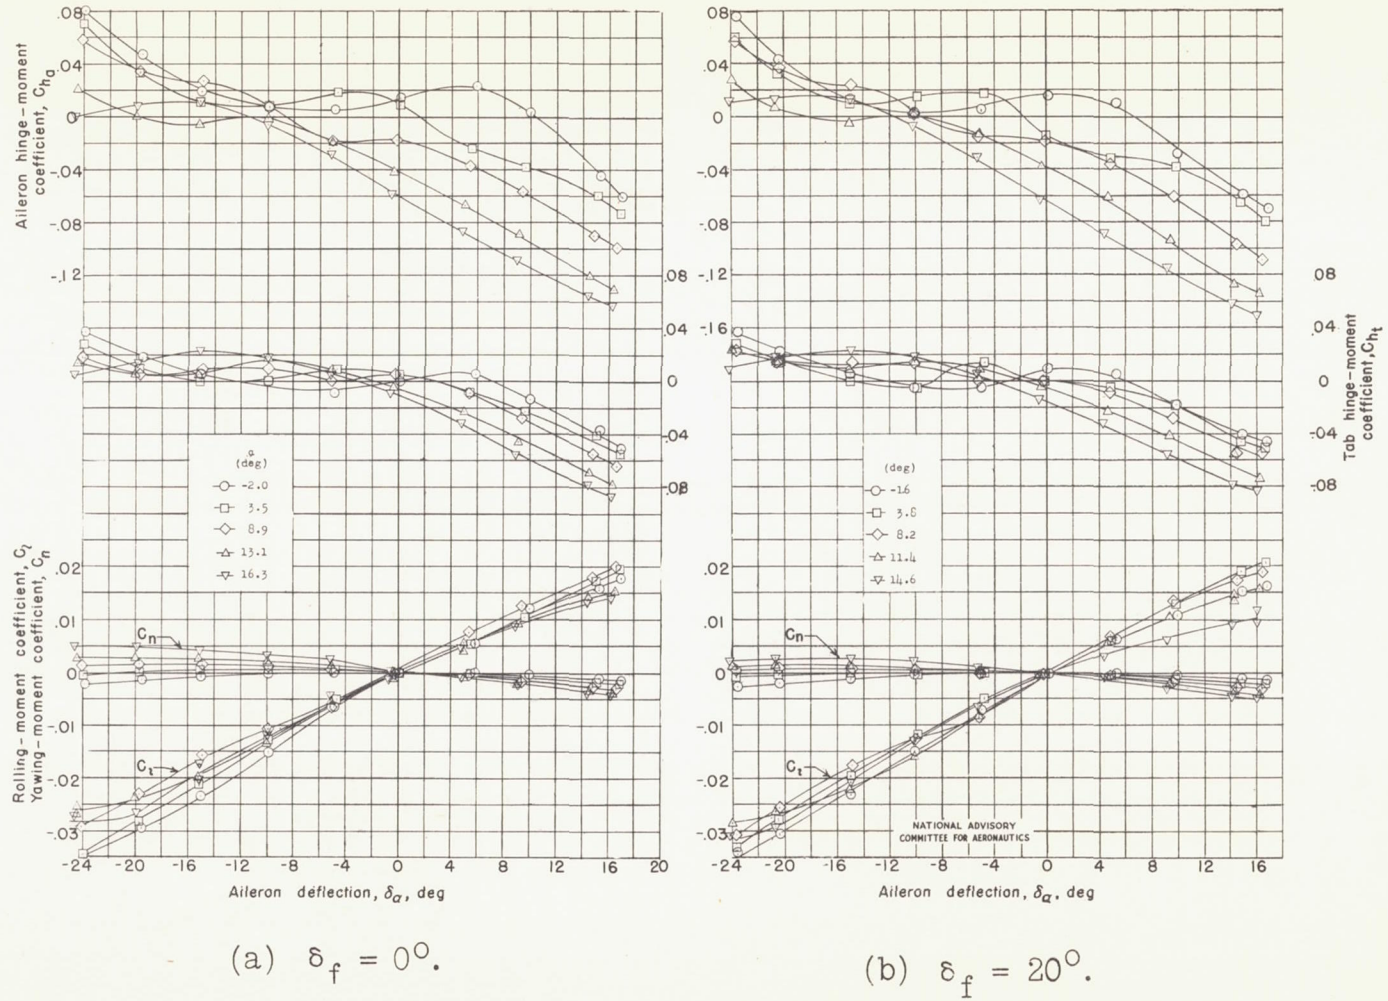 Aileron hinge-moment
coefficient, C_ha
.08
.04
0
-.04
-.08
-.12
.08
.04
0
-.04
-.08
α
(deg)
-2.0
3.5
8.9
13.1
16.3
Rolling-moment coefficient, C_l
Yawing-moment coefficient, C_n
.02
.01
0
-.01
-.02
-.03
C_n
C_l
-24 -20 -16 -12 -8 -4 0 4 8 12 16 20
Aileron deflection, δ_a, deg
(a) δ_f = 0°.
.08
.04
0
-.04
-.08
-.12
-.16
08
.04
0
-.04
-.08
Tab hinge-moment
coefficient, C_ht
(deg)
-1.6
3.8
8.2
11.4
14.6
.02
.01
0
-.01
-.02
-.03
C_n
C_l
NATIONAL ADVISORY
COMMITTEE FOR AERONAUTICS
-24 -20 -16 -12 -8 -4 0 4 8 12 16
Aileron deflection, δ_a, deg
(b) δ_f = 20°.